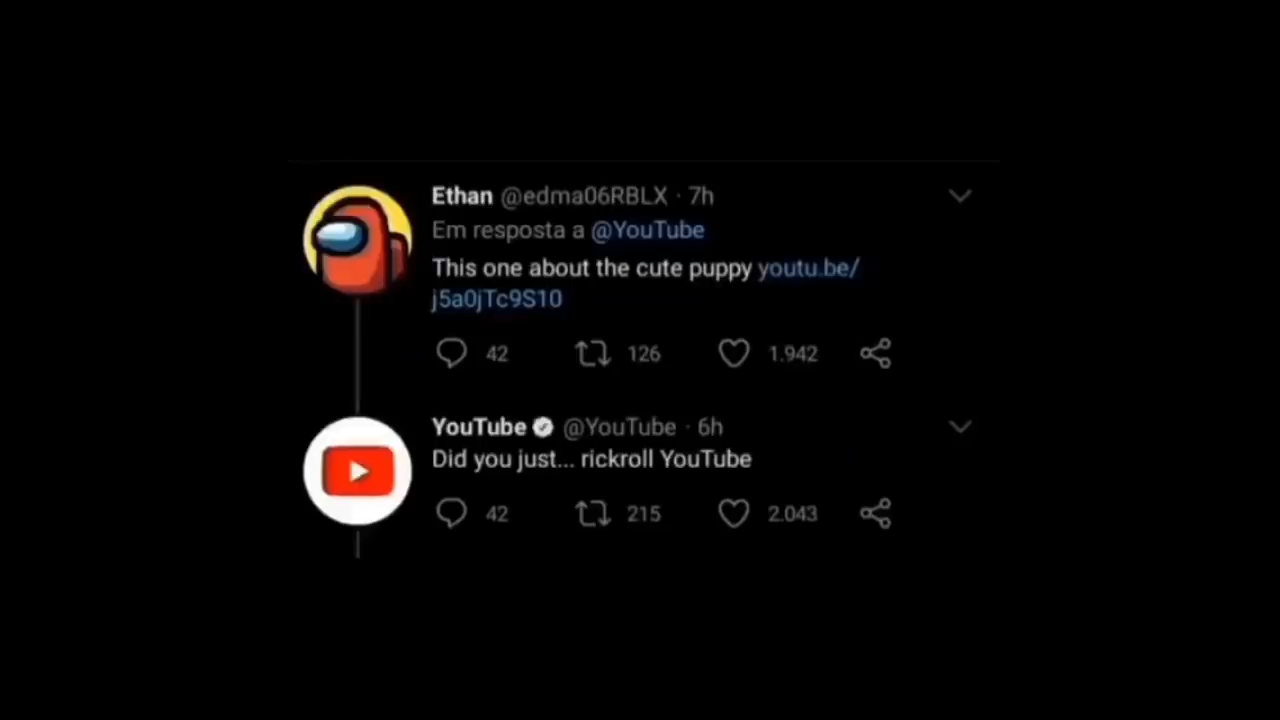 Ethan @edma06RBLX · 7h
Em resposta a @YouTube
This one about the cute puppy youtu.be/
j5a0jTc9S10
42 126 1.942
YouTube @YouTube · 6h
Did you just... rickroll YouTube
42 215 2.043